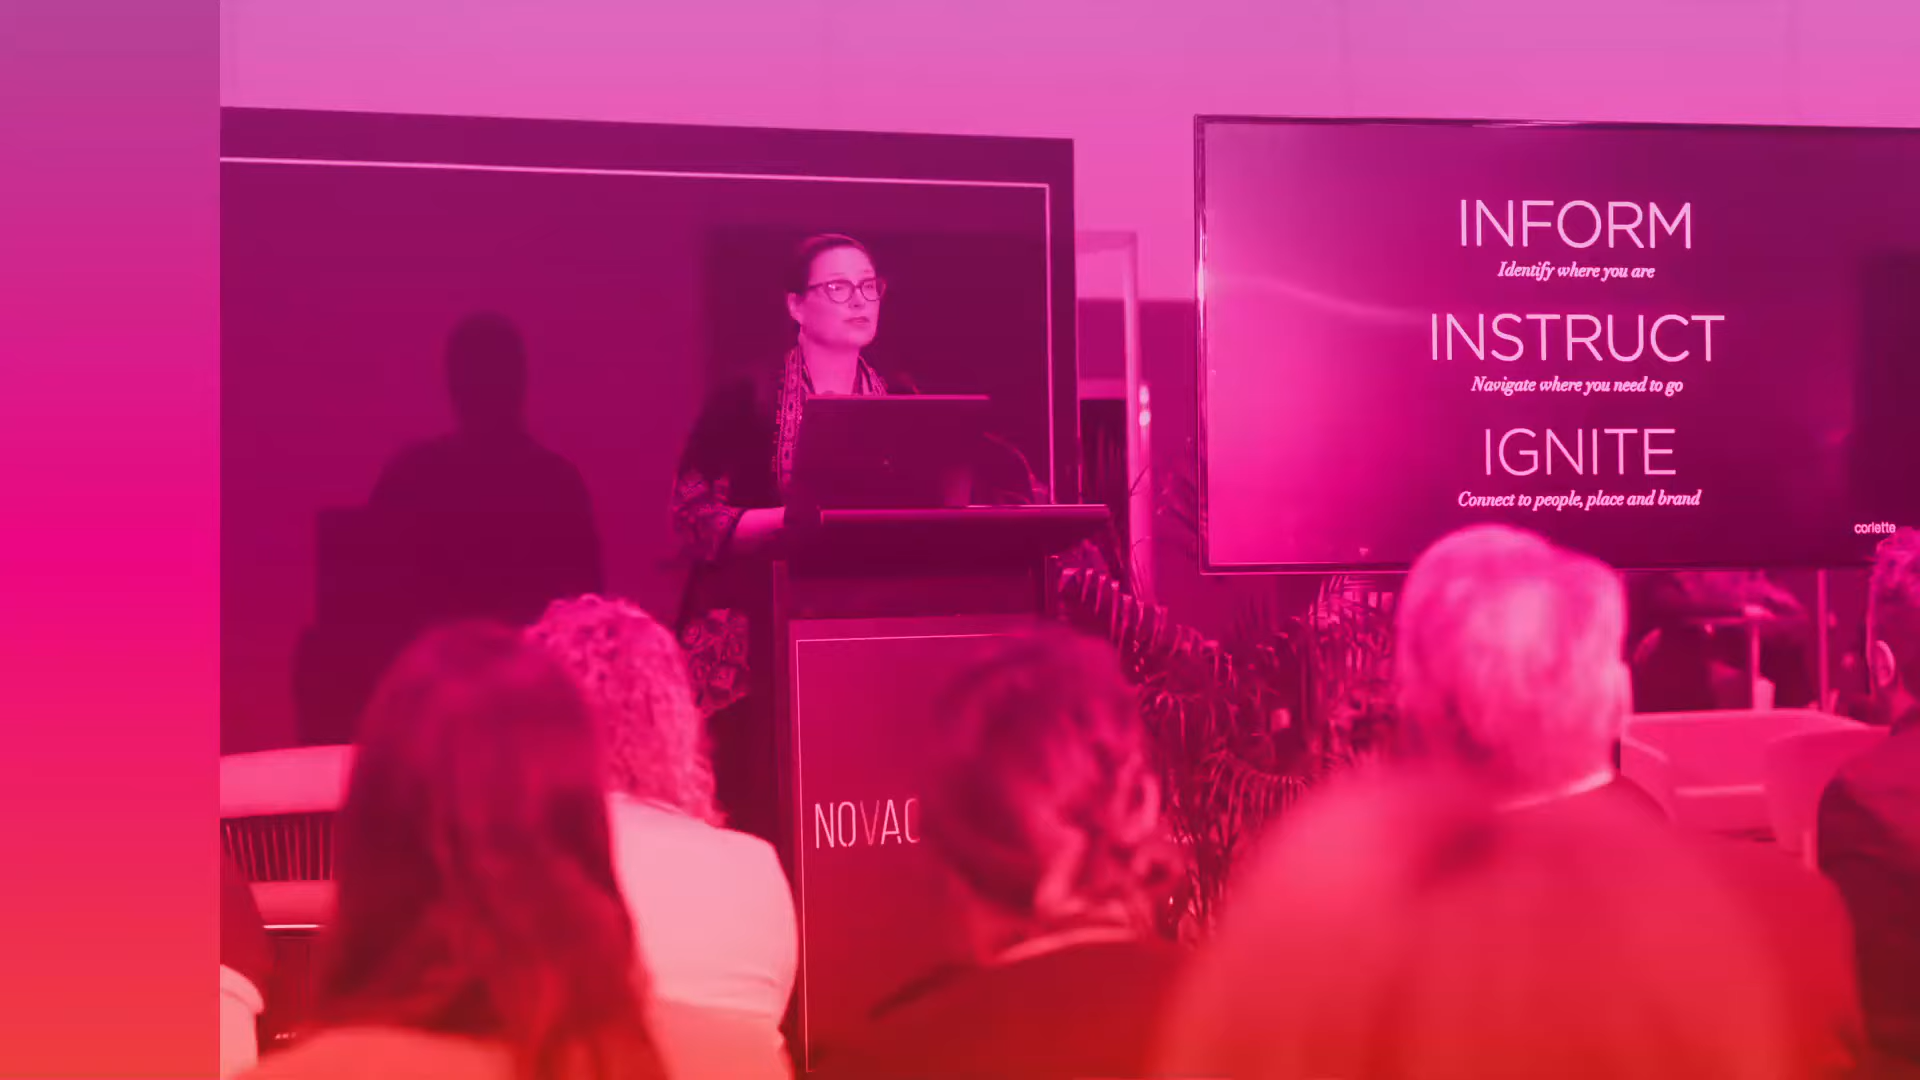 INFORM
Identify where you are
INSTRUCT
Navigate where you need to go
IGNITE
Connect to people, place and brand
corlette
NOVAC